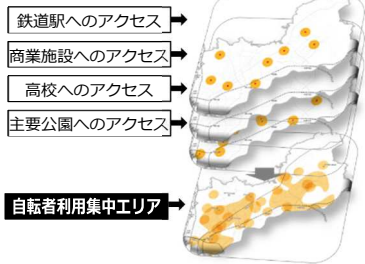 鉄道駅へのアクセス
商業施設へのアクセス
高校へのアクセス
主要公園へのアクセス
自転者利用集中エリア